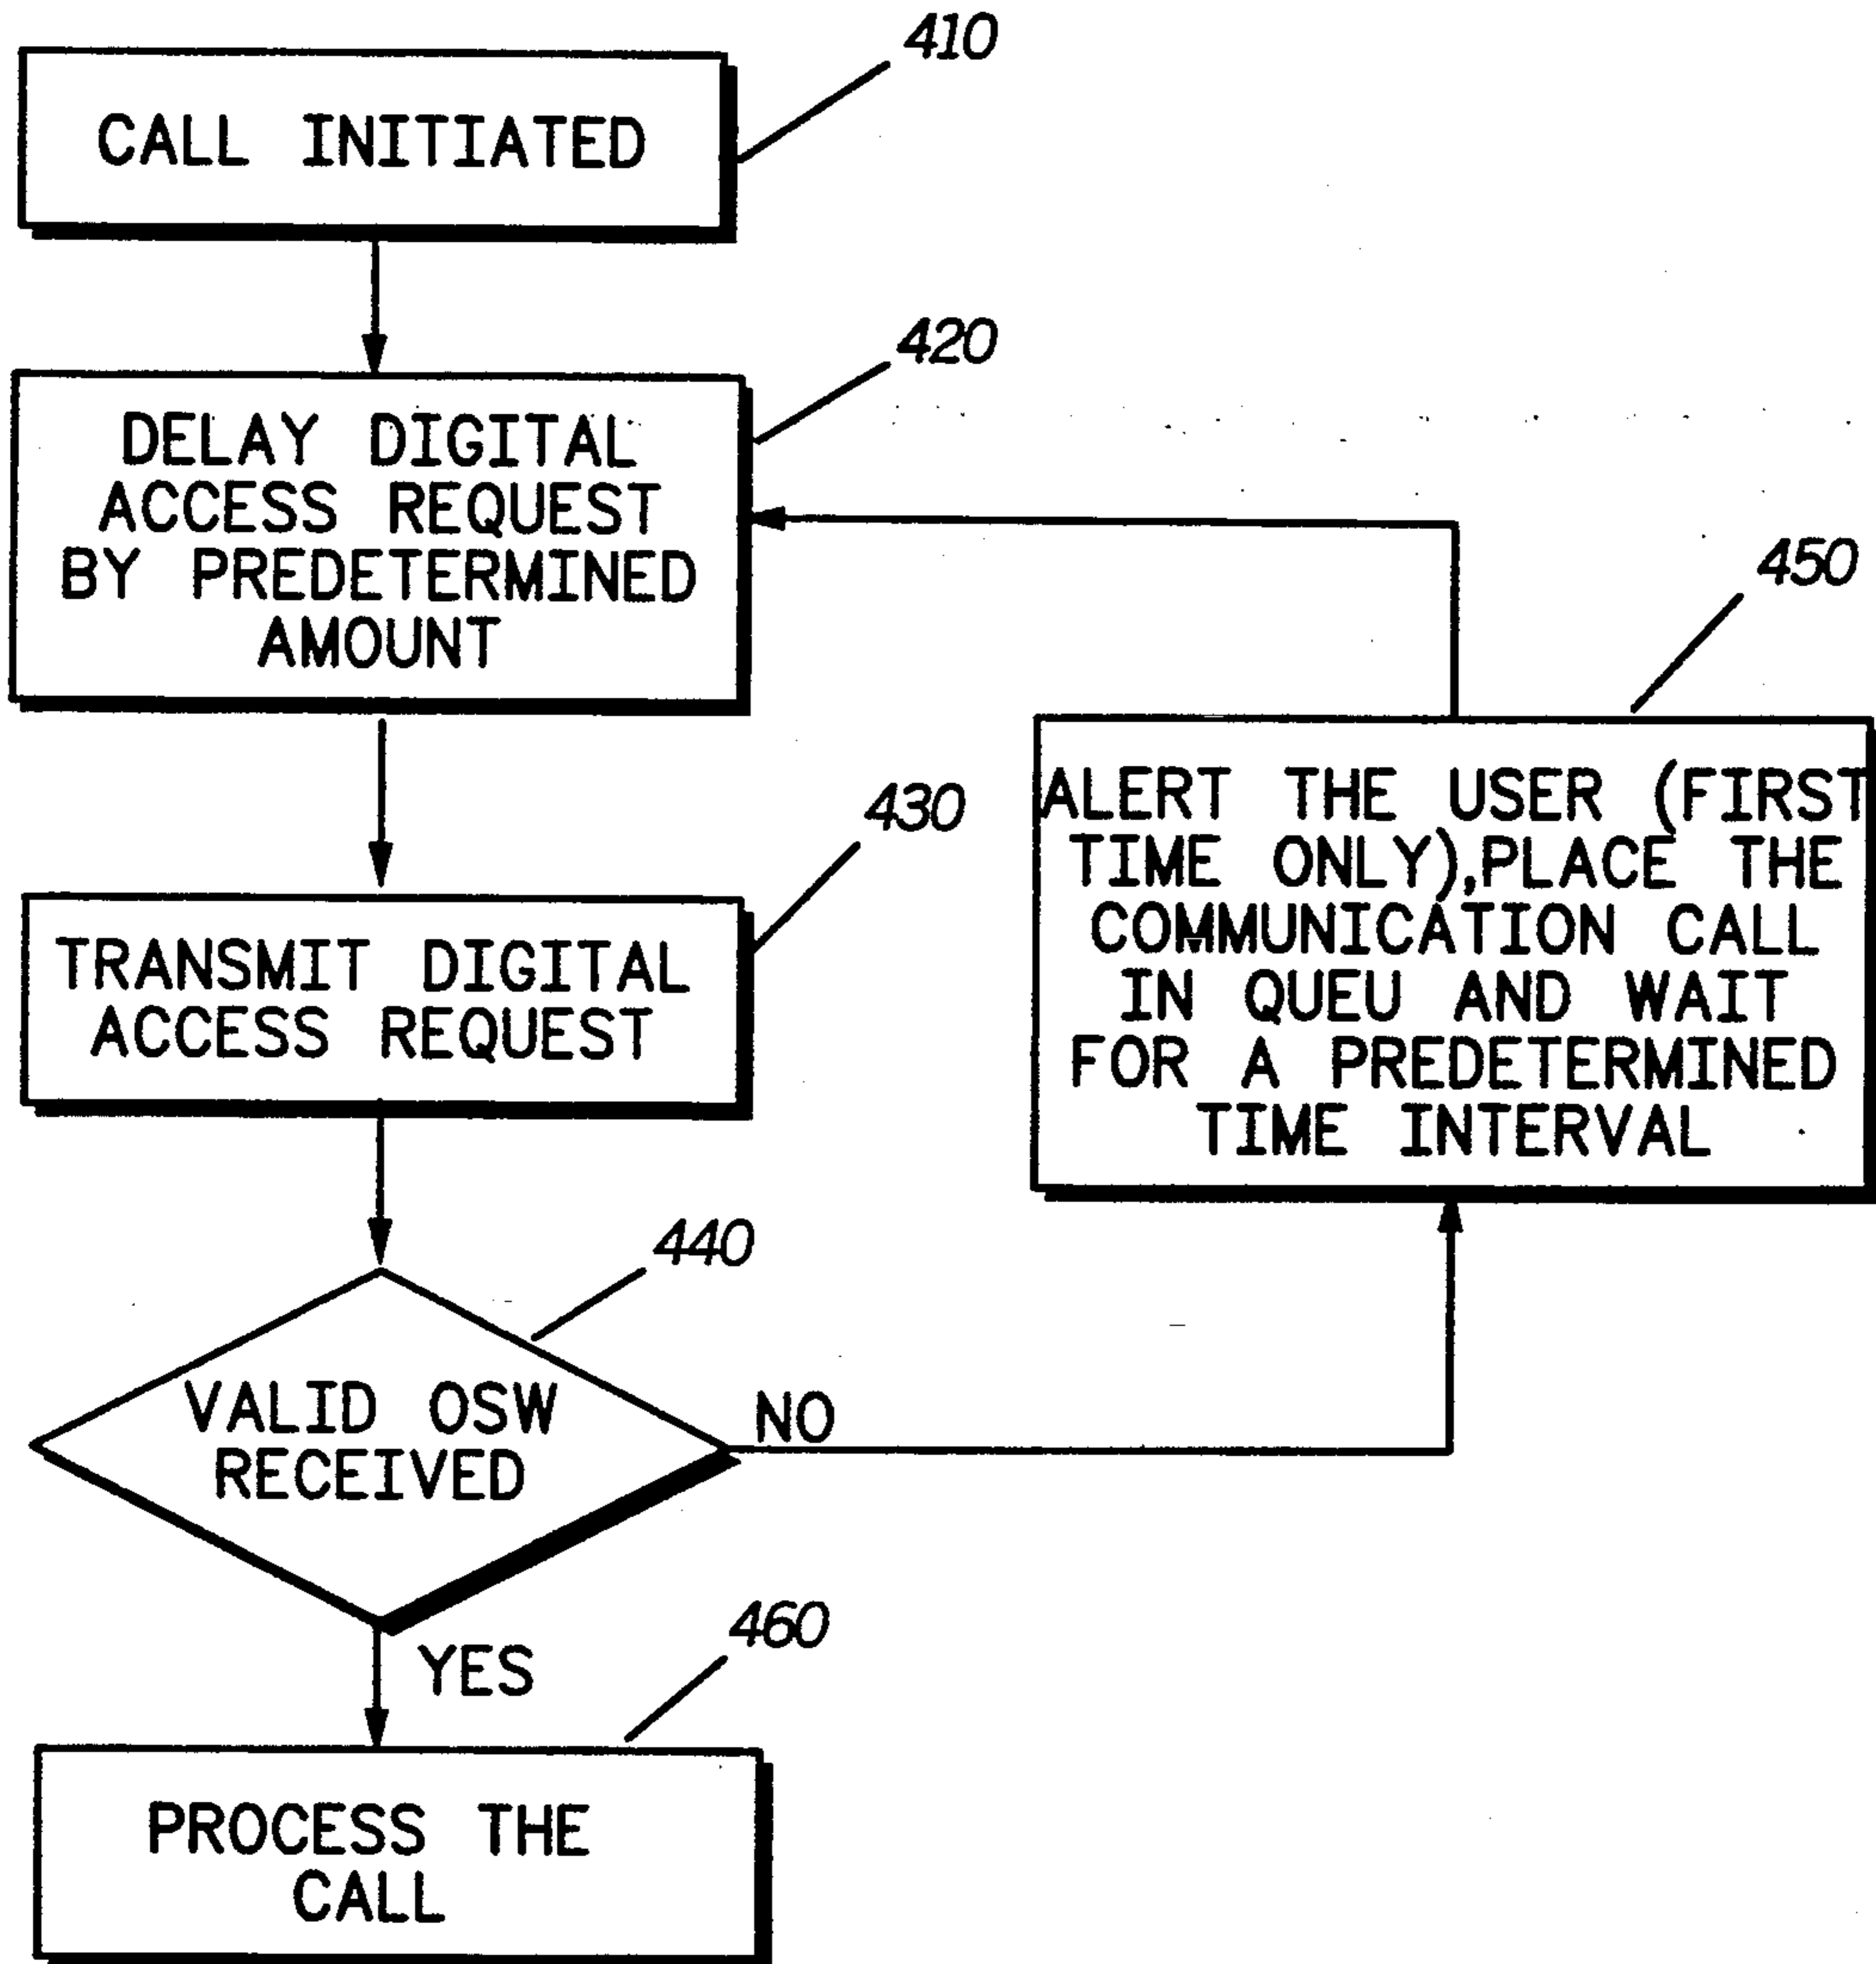 410
CALL INITIATED
420
DELAY DIGITAL
ACCESS REQUEST
BY PREDETERMINED
AMOUNT
430
TRANSMIT DIGITAL
ACCESS REQUEST
440
VALID OSW
RECEIVED
NO
YES
450
ALERT THE USER (FIRST
TIME ONLY),PLACE THE
COMMUNICATION CALL
IN QUEU AND WAIT
FOR A PREDETERMINED
TIME INTERVAL
460
PROCESS THE
CALL